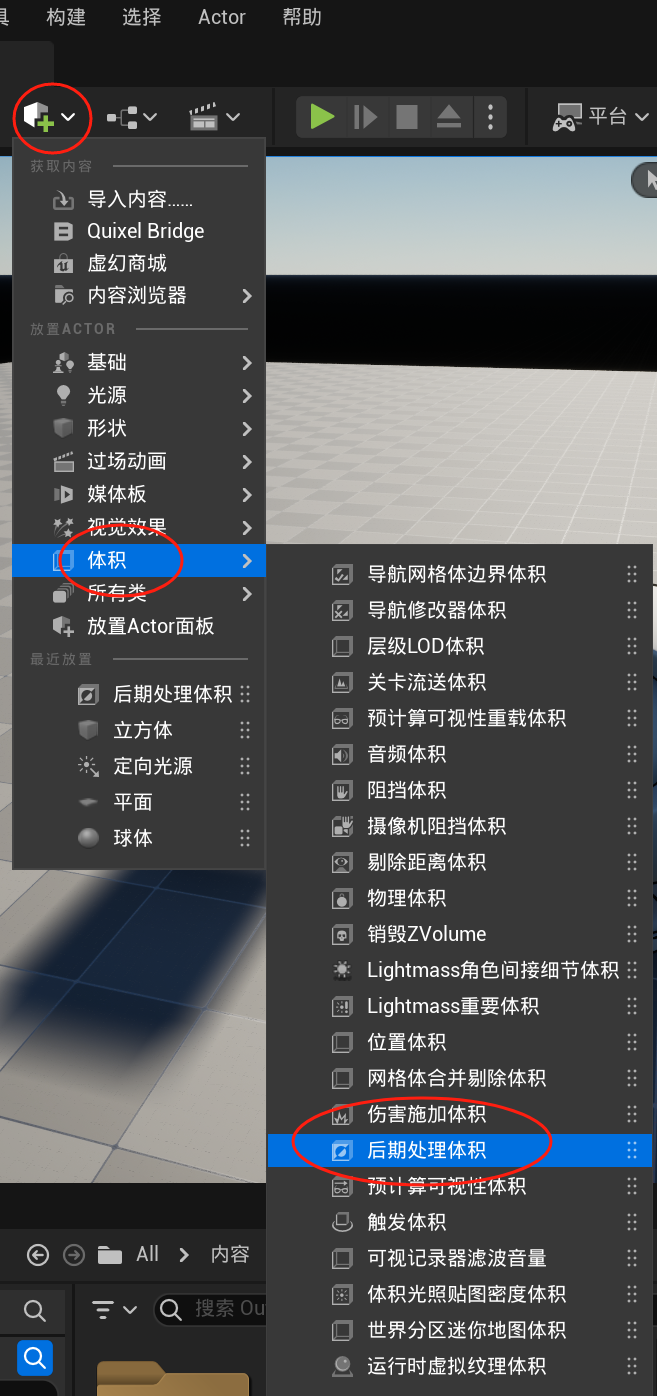 具 构建 选择 Actor 帮助
平台
获取内容
导入内容......
Quixel Bridge
虚幻商城
内容浏览器
放置ACTOR
基础
光源
形状
过场动画
媒体板
视觉效果
体积
所有类
放置Actor面板
最近放置
后期处理体积
立方体
定向光源
平面
球体
导航网格体边界体积
导航修改器体积
层级LOD体积
关卡流送体积
预计算可视性重载体积
音频体积
阻挡体积
摄像机阻挡体积
剔除距离体积
物理体积
销毁ZVolume
Lightmass角色间接细节体积
Lightmass重要体积
位置体积
网格体合并剔除体积
伤害施加体积
后期处理体积
预计算可视性体积
触发体积
可视记录器滤波音量
体积光照贴图密度体积
世界分区迷你地图体积
运行时虚拟纹理体积
All 内容
搜索 Ou